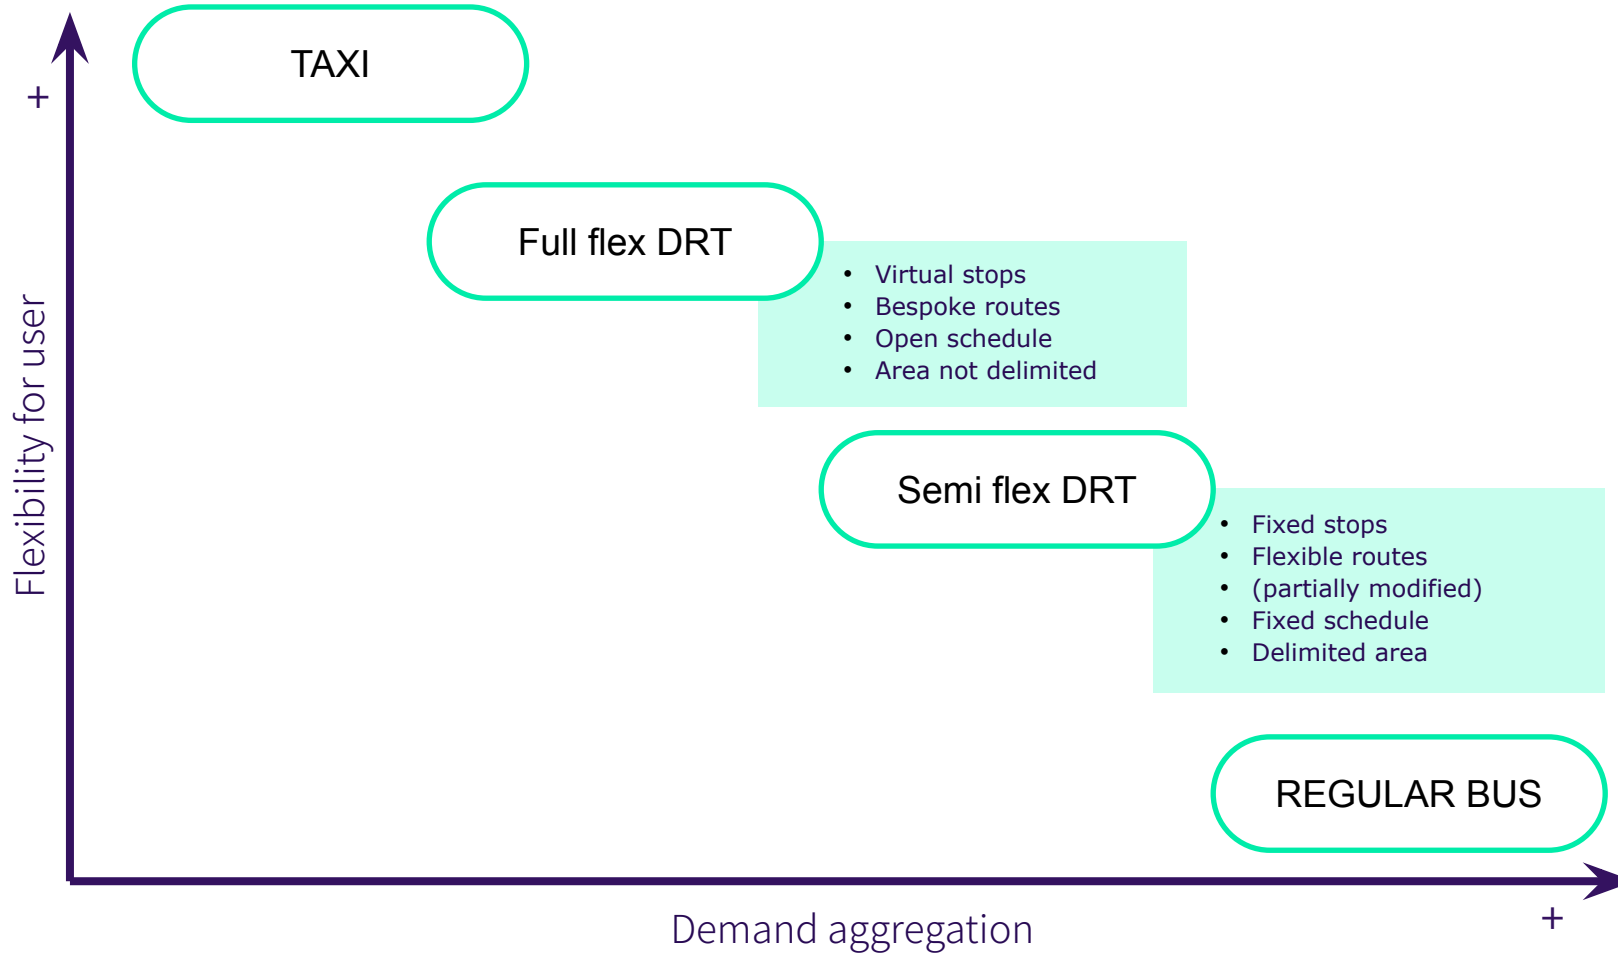 TAXI
+
Full flex DRT
• Virtual stops
• Bespoke routes
• Open schedule
• Area not delimited
Flexibility for user
Semi flex DRT
• Fixed stops
• Flexible routes
• (partially modified)
• Fixed schedule
• Delimited area
REGULAR BUS
Demand aggregation
+